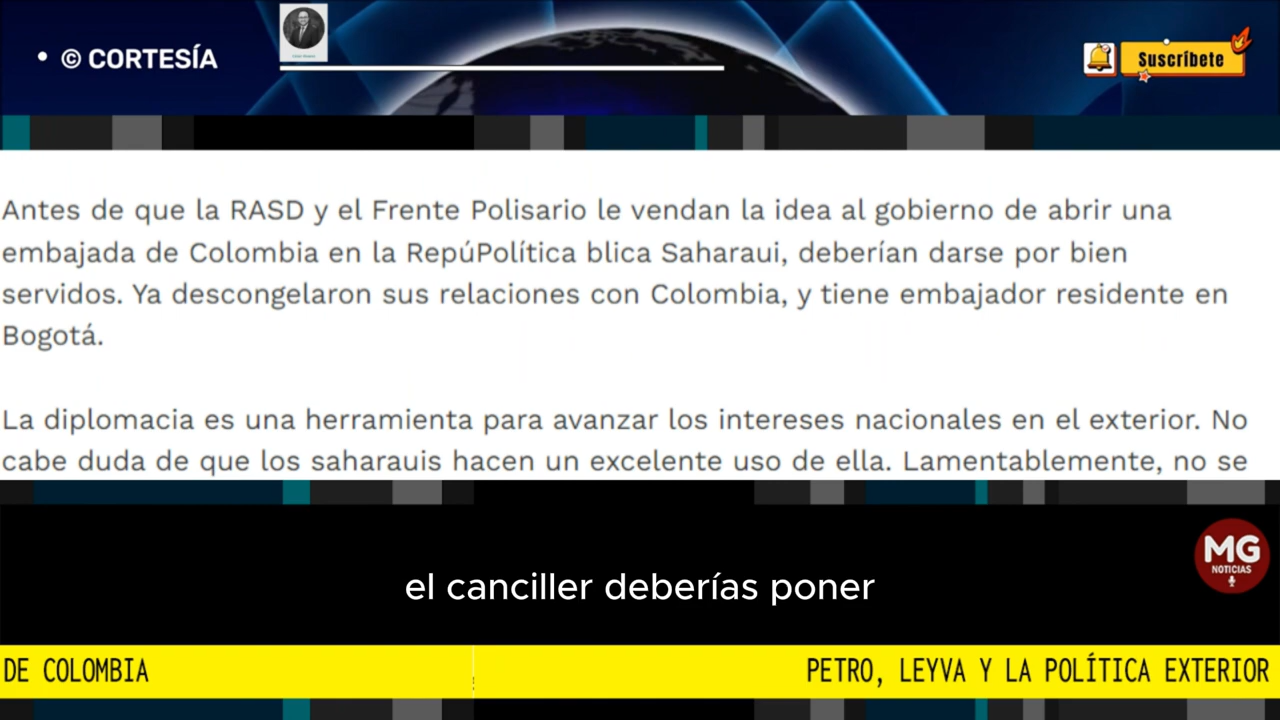 • © CORTESÍA
Suscríbete
Antes de que la RASD y el Frente Polisario le vendan la idea al gobierno de abrir una
embajada de Colombia en la RepúPolítica blica Saharaui, deberían darse por bien
servidos. Ya descongelaron sus relaciones con Colombia, y tiene embajador residente en
Bogotá.
La diplomacia es una herramienta para avanzar los intereses nacionales en el exterior. No
cabe duda de que los saharauis hacen un excelente uso de ella. Lamentablemente, no se
MG
NOTICIAS
el canciller deberías poner
DE COLOMBIA
PETRO, LEYVA Y LA POLÍTICA EXTERIOR